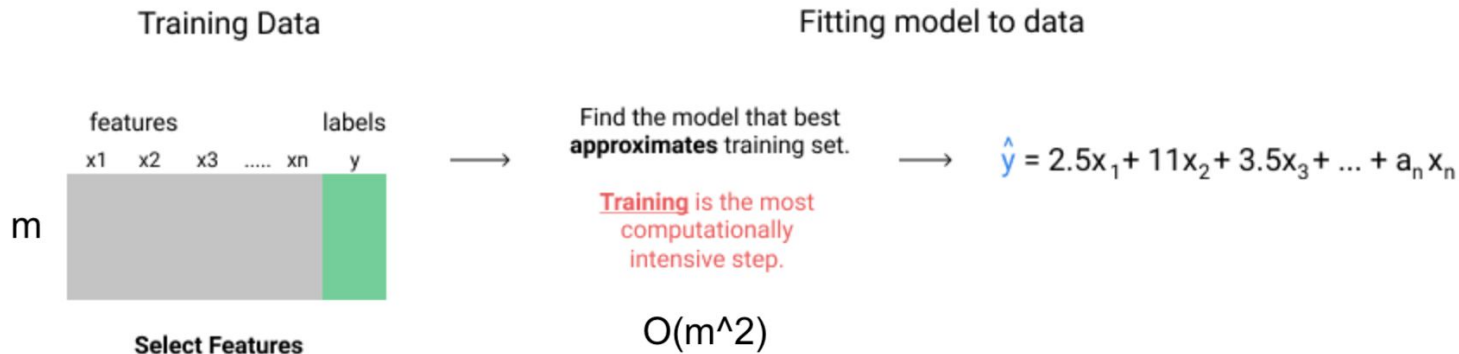 Training Data
Fitting model to data
features labels
x1 x2 x3 ..... xn y
m
Select Features
Find the model that best
approximates training set.
Training is the most
computationally
intensive step.
O(m^2)
ŷ = 2.5x₁+ 11x₂+ 3.5x₃+ ... + aₙxₙ